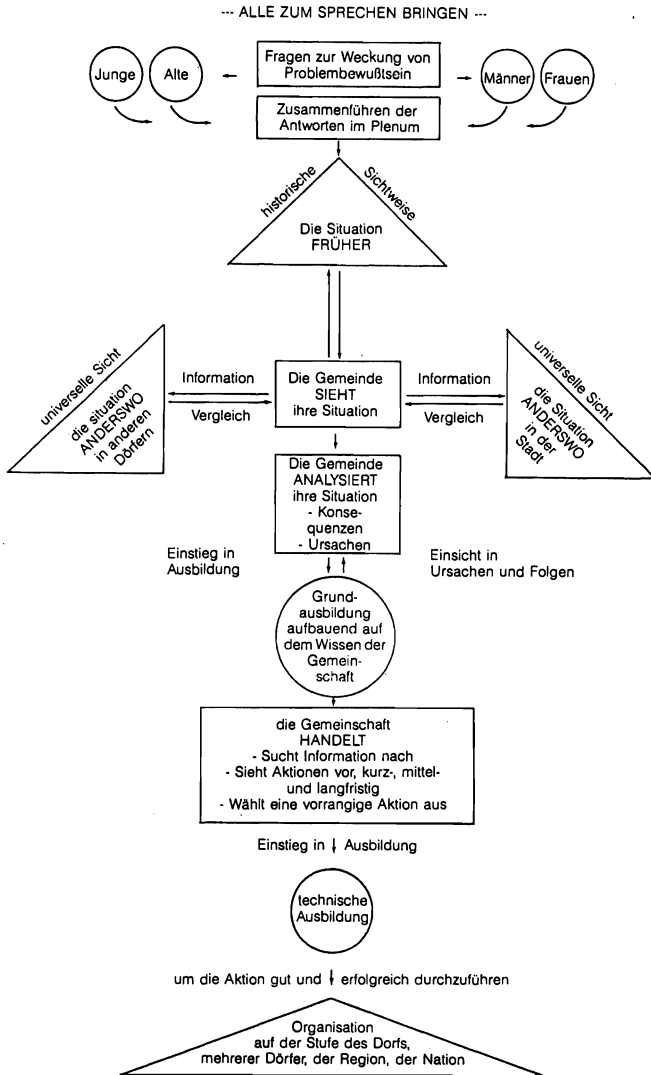 --- ALLE ZUM SPRECHEN BRINGEN ---
Fragen zur Weckung von
Problembewußtsein
Junge
Alte
Männer
Frauen
Zusammenführen der
Antworten im Plenum
historische
Sichtweise
Die Situation
FRÜHER
universelle Sicht
die situation
ANDERSWO
in anderen
Dörfern
Information
Vergleich
Die Gemeinde
SIEHT
ihre Situation
Information
Vergleich
universelle Sicht
die Situation
ANDERSWO
in der
Stadt
Die Gemeinde
ANALYSIERT
ihre Situation
- Konse-
quenzen
- Ursachen
Einstieg in
Ausbildung
Einsicht in
Ursachen und Folgen
Grund-
ausbildung
aufbauend auf
dem Wissen der
Gemein-
schaft
die Gemeinschaft
HANDELT
- Sucht Information nach
- Sieht Aktionen vor, kurz-, mittel-
und langfristig
- Wählt eine vorrangige Aktion aus
Einstieg in Ausbildung
technische
Ausbildung
um die Aktion gut und erfolgreich durchzuführen
Organisation
auf der Stufe des Dorfs,
mehrerer Dörfer, der Region, der Nation